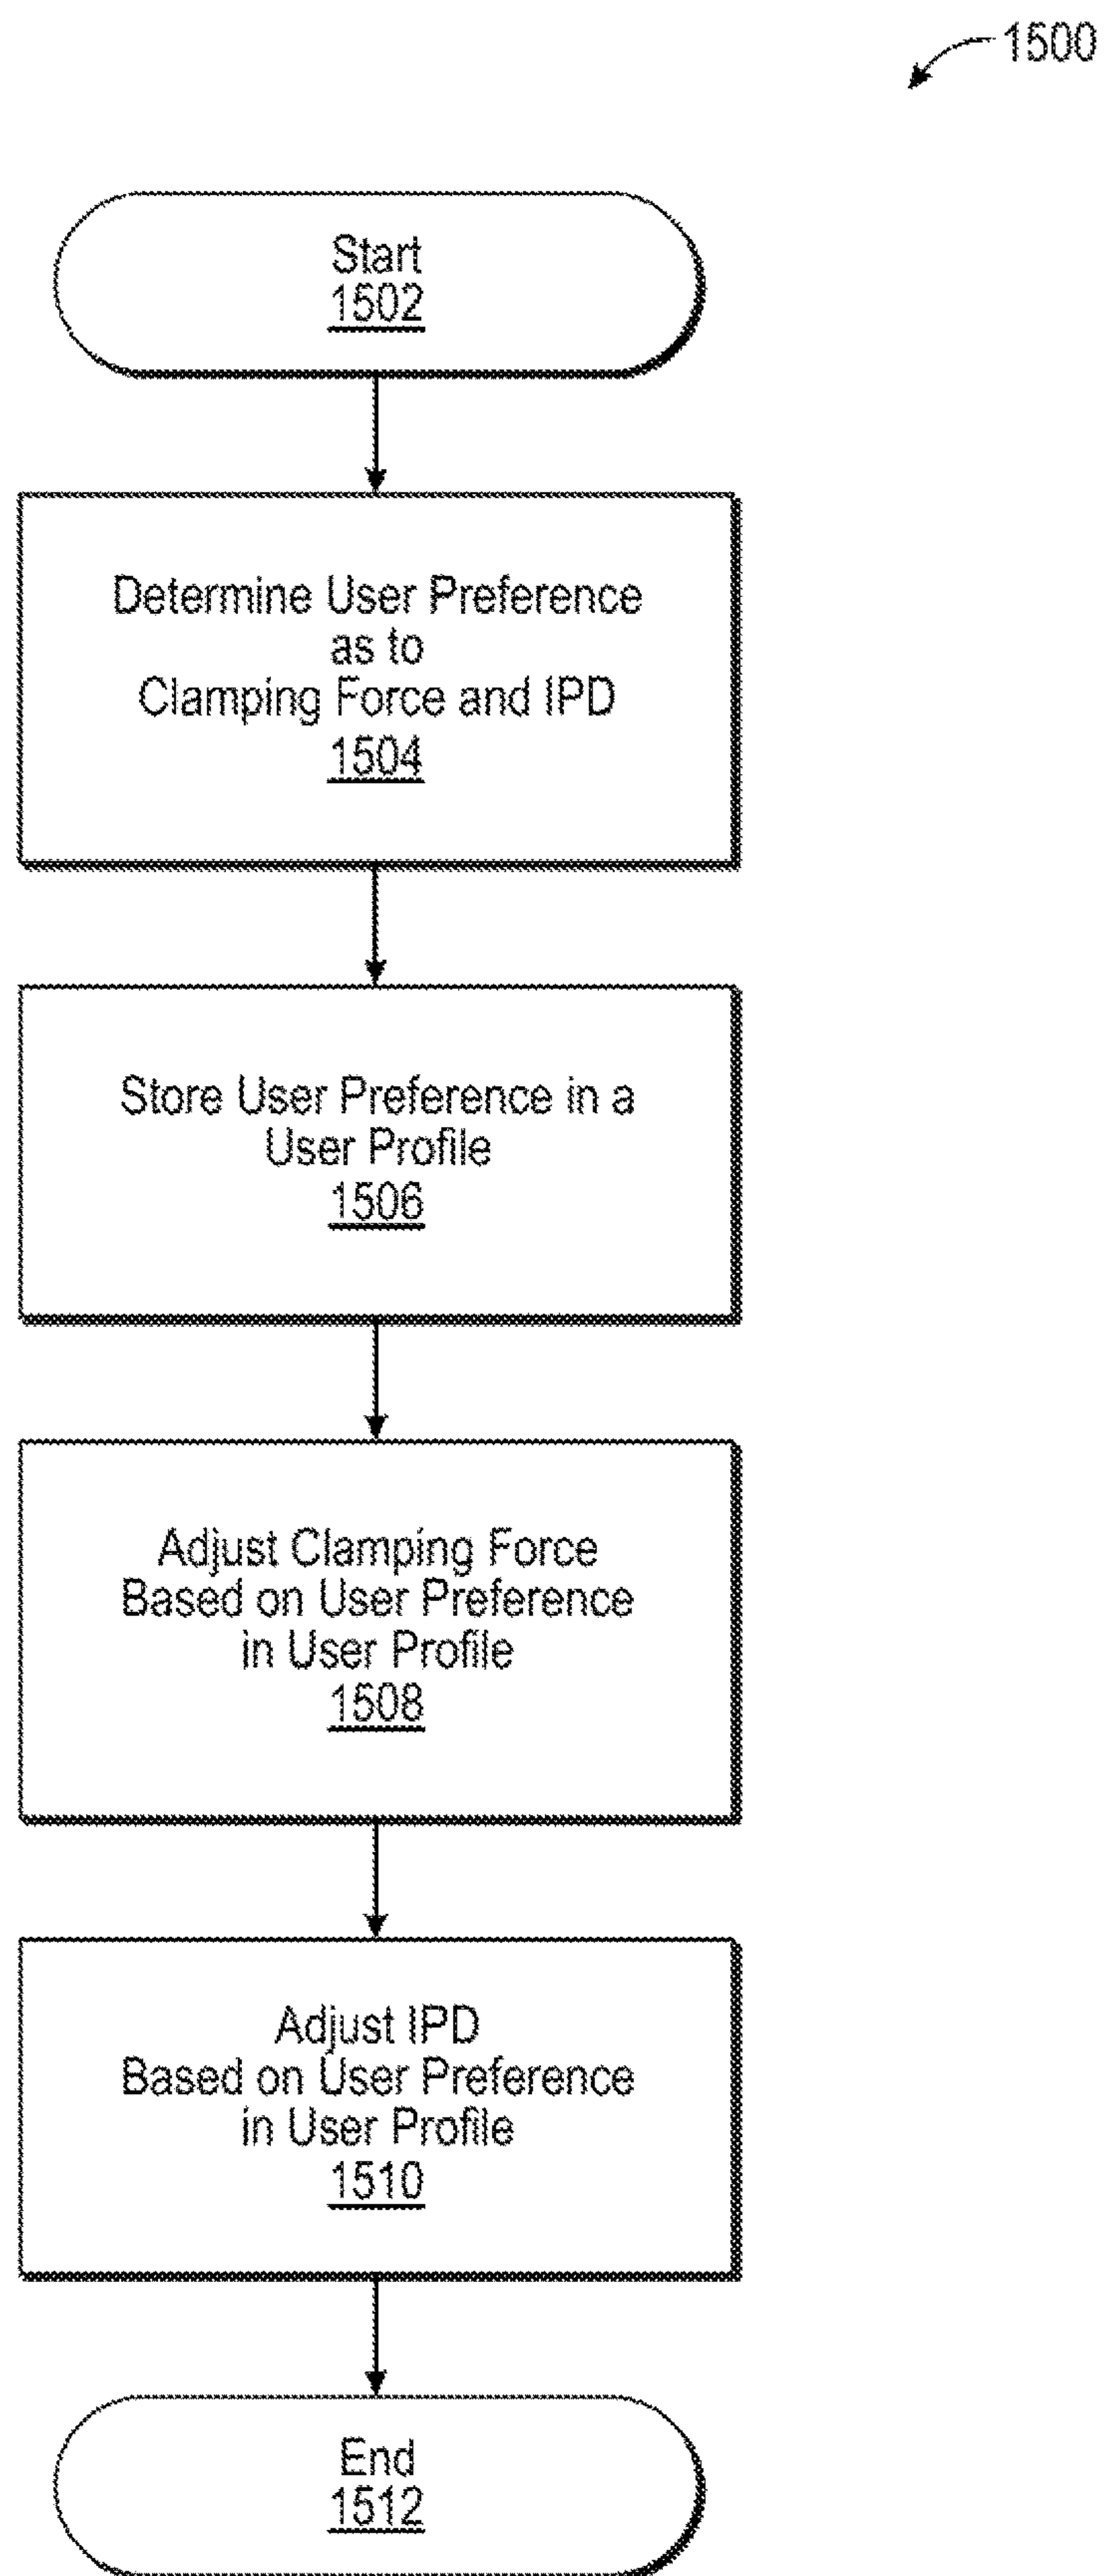 1500
Start
1502
Determine User Preference
as to
Clamping Force and IPD
1504
Store User Preference in a
User Profile
1506
Adjust Clamping Force
Based on User Preference
in User Profile
1508
Adjust IPD
Based on User Preference
in User Profile
1510
End
1512